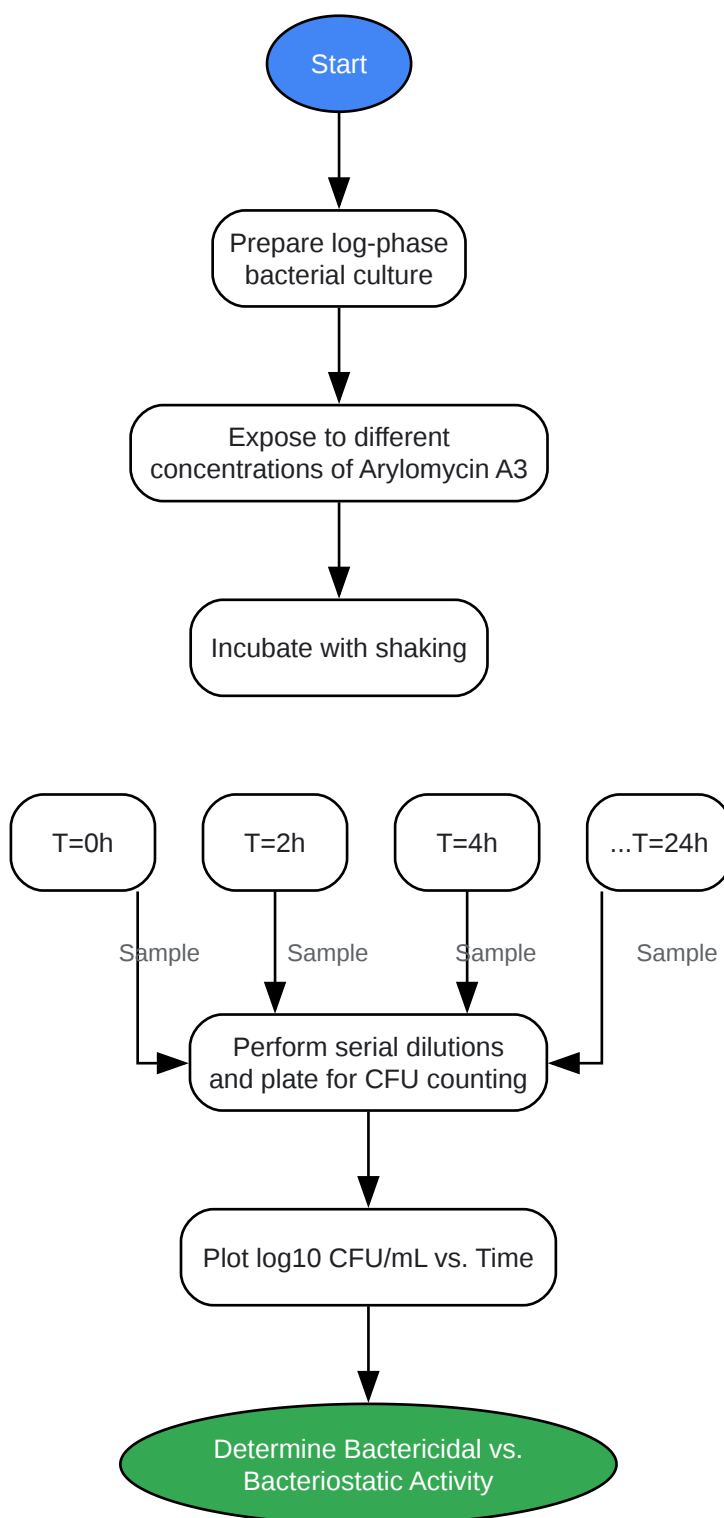 Start
Prepare log-phase
bacterial culture
Expose to different
concentrations of Arylomycin A3
Incubate with shaking
T=0h
T=2h
T=4h
...T=24h
Sample
Sample
Sample
Sample
Perform serial dilutions
and plate for CFU counting
Plot log10 CFU/mL vs. Time
Determine Bactericidal vs.
Bacteriostatic Activity